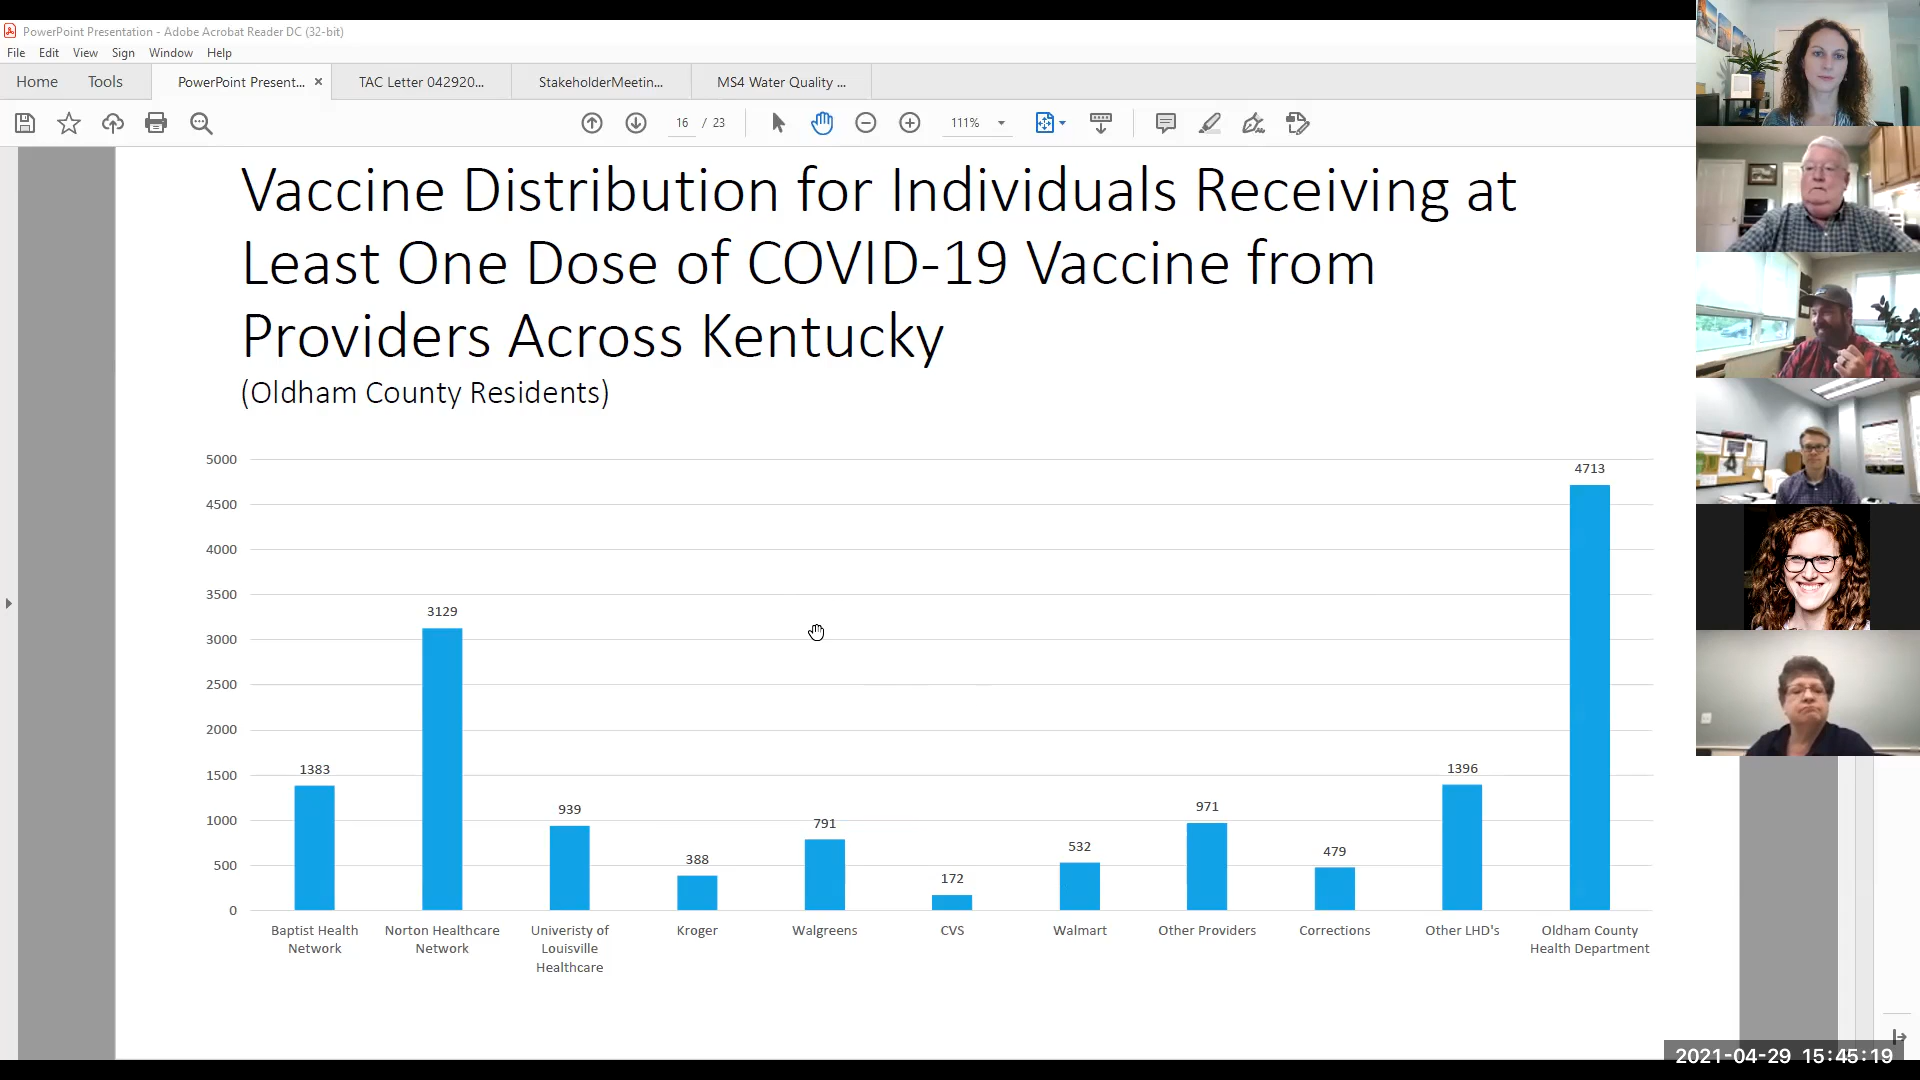 PowerPoint Presentation - Adobe Acrobat Reader DC (32-bit)
File Edit View Sign Window Help
Home Tools PowerPoint Present... × TAC Letter 042920... StakeholderMeetin... MS4 Water Quality ...
16 / 23 111%
Vaccine Distribution for Individuals Receiving at
Least One Dose of COVID-19 Vaccine from
Providers Across Kentucky
(Oldham County Residents)
5000
4500
4000
3500
3000
2500
2000
1500
1000
500
0
1383
3129
939
388
791
172
532
971
479
1396
4713
Baptist Health
Network
Norton Healthcare
Network
Univeristy of
Louisville
Healthcare
Kroger
Walgreens
CVS
Walmart
Other Providers
Corrections
Other LHD's
Oldham County
Health Department
2021-04-29 15:45:19